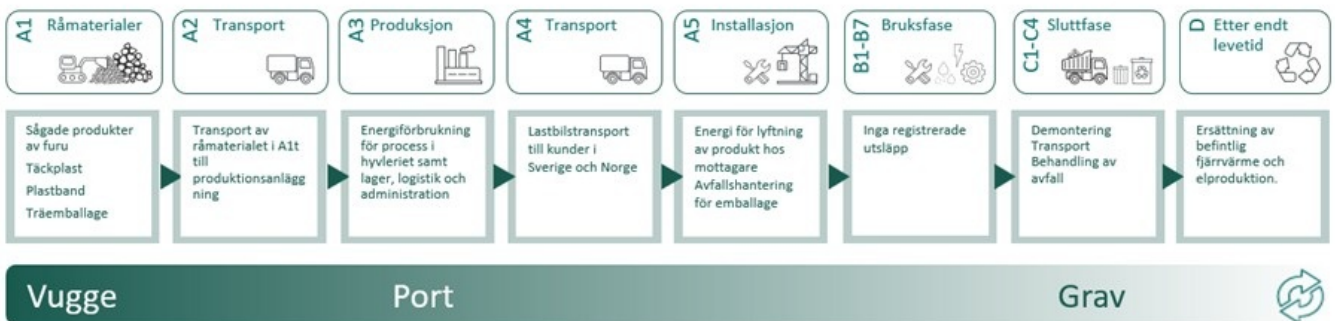 A1 Råmaterialer
A2 Transport
A3 Produksjon
A4 Transport
A5 Installasjon
B1-B7 Bruksfase
C1-C4 Sluttfase
D Etter endt
levetid
Sågade produkter
av furu
Täckplast
Plastband
Träemballage
Transport av
råmaterialet i A1t
till
produktionsanlägg
ning
Energiförbrukning
för process i
hyvleriet samt
lager, logistik och
administration
Lastbilstransport
till kunder i
Sverige och Norge
Energi för lyftning
av produkt hos
mottagare
Avfallshantering
för emballage
Inga registrerade
utsläpp
Demontering
Transport
Behandling av
avfall
Ersättning av
befintlig
fjärrvärme och
elproduktion.
Vugge
Port
Grav